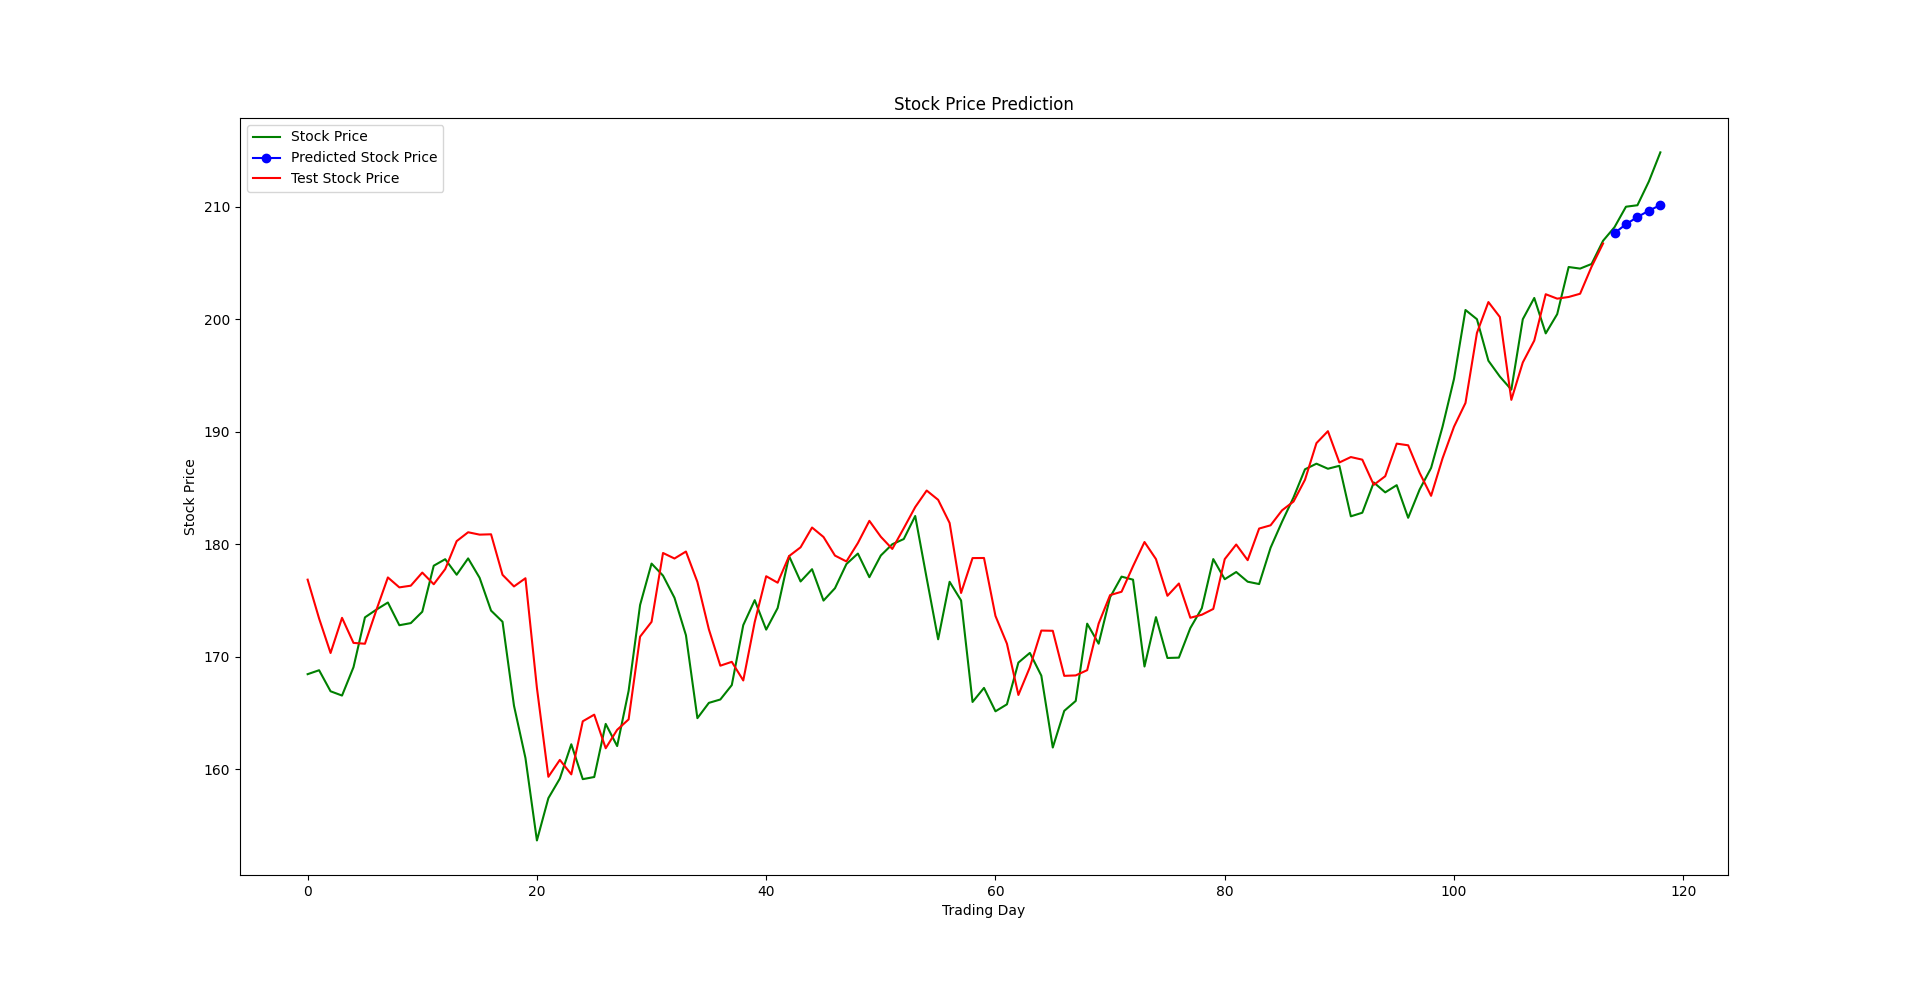 Stock Price Prediction
Stock Price
Predicted Stock Price
Test Stock Price
210
200
190
180
170
160
Stock Price
0 20 40 60 80 100 120
Trading Day